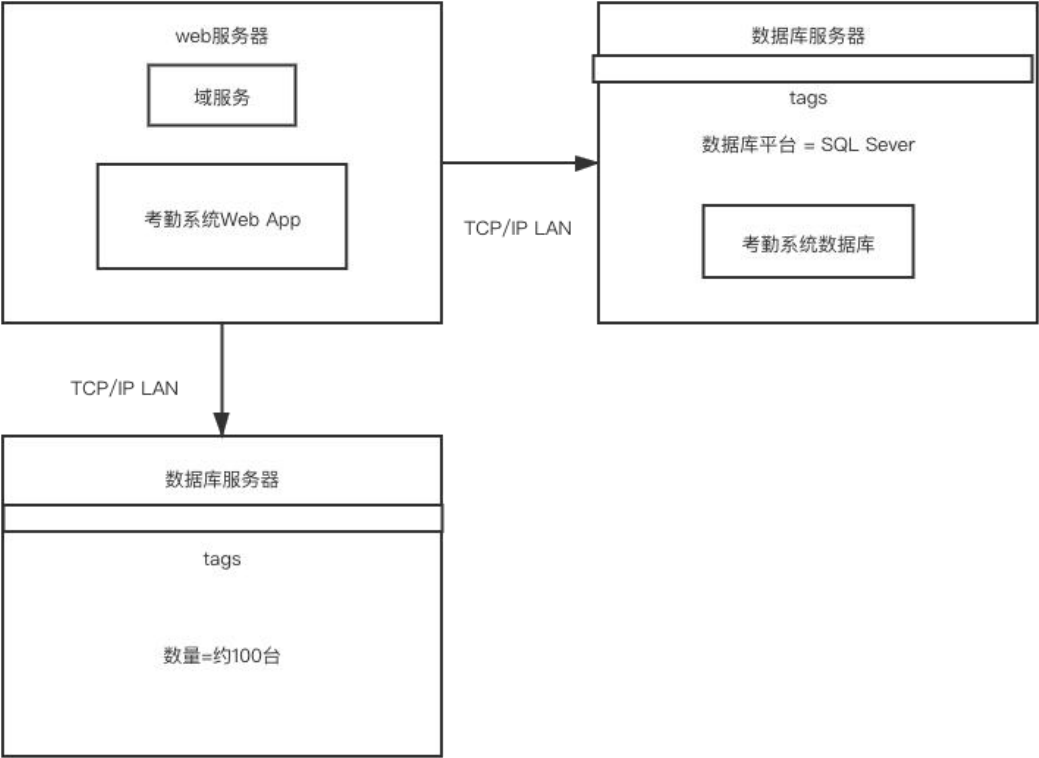 web服务器
域服务
考勤系统Web App
TCP/IP LAN
数据库服务器
tags
数据库平台 = SQL Sever
考勤系统数据库
TCP/IP LAN
数据库服务器
tags
数量=约100台